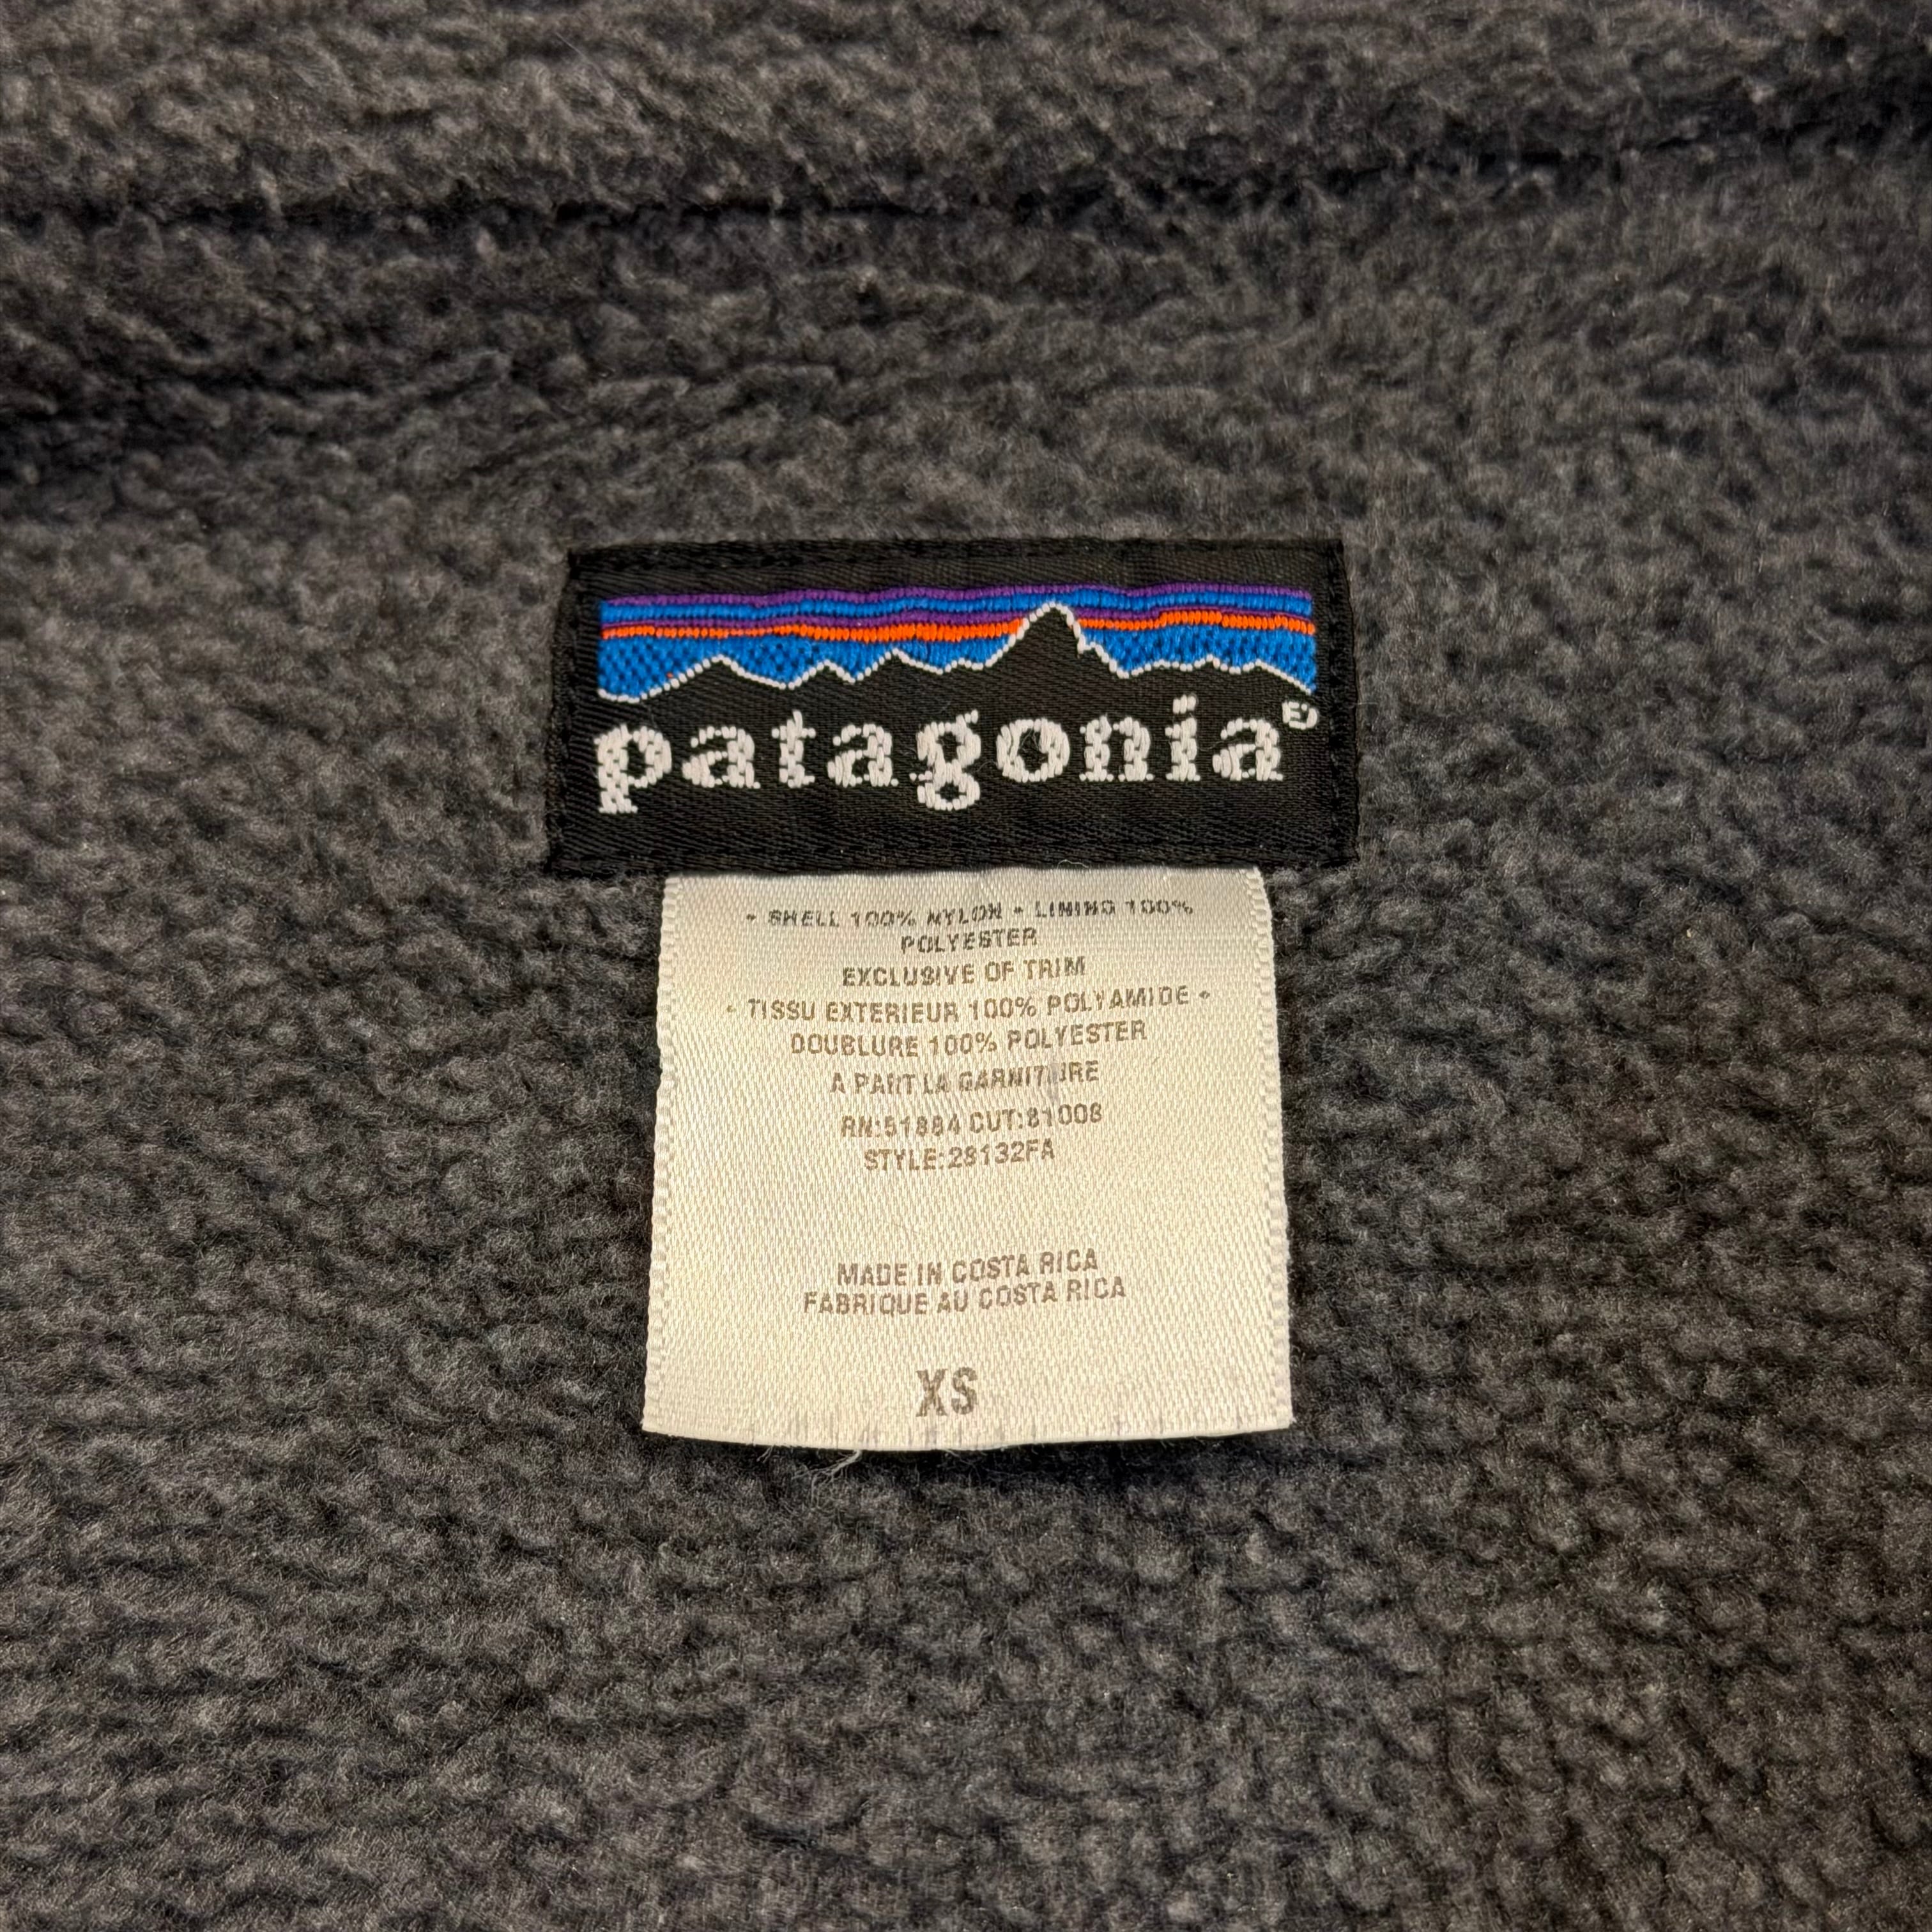 patagonia®
• SHELL 100% NYLON • LINING 100%
POLYESTER
EXCLUSIVE OF TRIM
• TISSU EXTERIEUR 100% POLYAMIDE •
DOUBLURE 100% POLYESTER
A PART LA GARNITURE
RN:51884 CUT:81008
STYLE:28132FA
MADE IN COSTA RICA
FABRIQUE AU COSTA RICA
XS